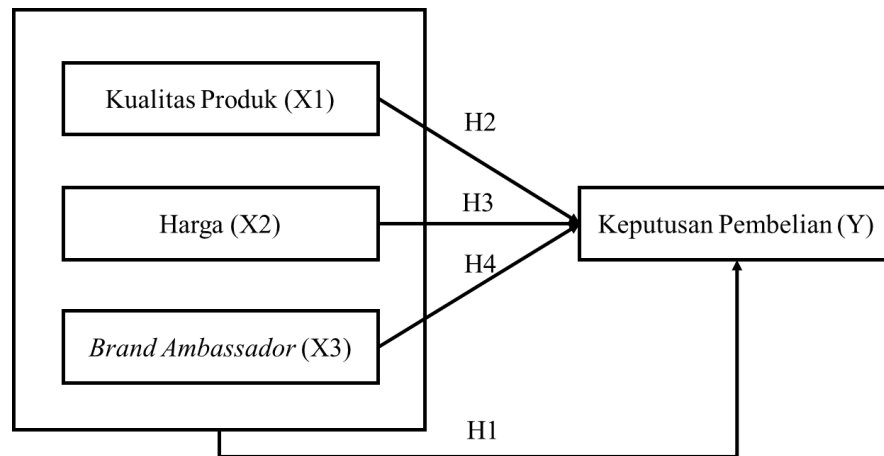 Kualitas Produk (X1)
H2
Harga (X2)
H3
Keputusan Pembelian (Y)
H4
Brand Ambassador (X3)
H1